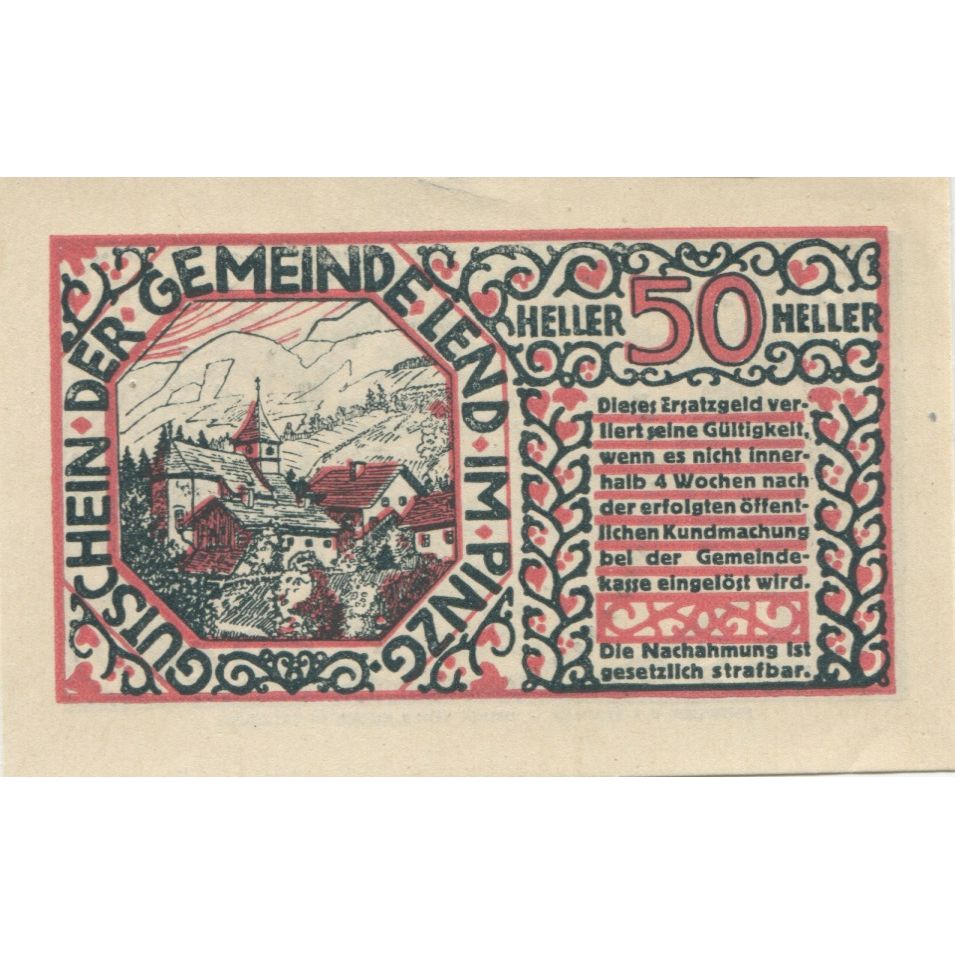 GUTSCHEIN · DER · GEMEINDE · LEND · IM · PINZG.
HELLER 50 HELLER
Dieses Ersatzgeld ver-
liert seine Gültigkeit,
wenn es nicht inner-
halb 4 Wochen nach
der erfolgten öffent-
lichen Kundmachung
bei der Gemeinde-
kasse eingelöst wird.
Die Nachahmung ist
gesetzlich strafbar.